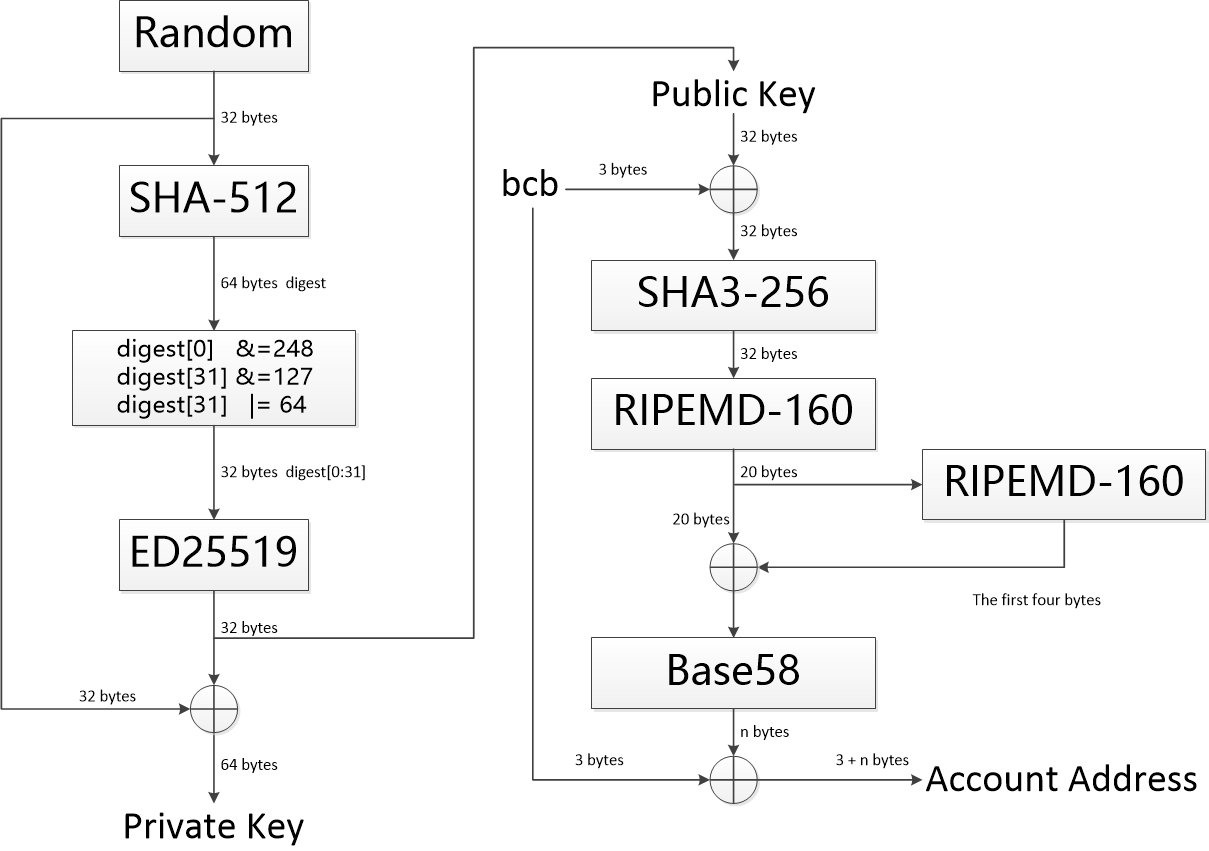 Random
32 bytes
SHA-512
64 bytes  digest
digest[0]   &=248
digest[31] &=127
digest[31]   |= 64
32 bytes  digest[0:31]
ED25519
32 bytes
32 bytes
64 bytes
Private Key
Public Key
32 bytes
bcb
3 bytes
32 bytes
SHA3-256
32 bytes
RIPEMD-160
20 bytes
RIPEMD-160
20 bytes
The first four bytes
Base58
n bytes
3 bytes
3 + n bytes
Account Address